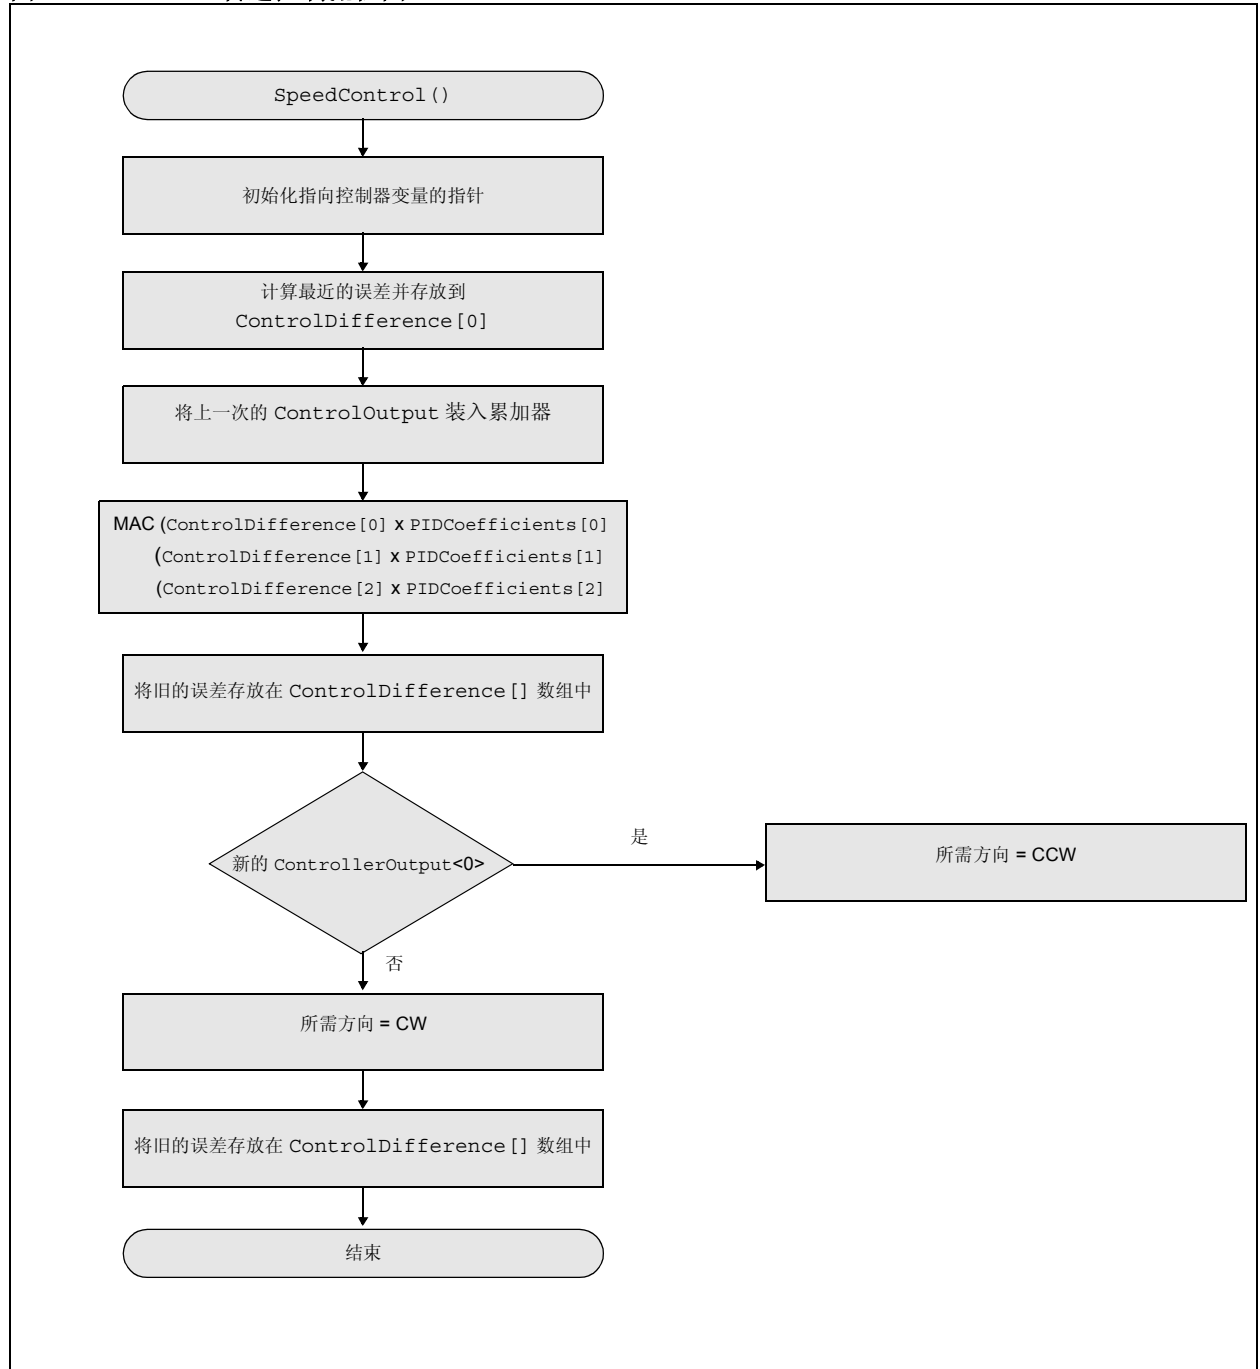 SpeedControl()
初始化指向控制器变量的指针
计算最近的误差并存放到
ControlDifference[0]
将上一次的 ControlOutput 装入累加器
MAC (ControlDifference[0] x PIDCoefficients[0]
(ControlDifference[1] x PIDCoefficients[1]
(ControlDifference[2] x PIDCoefficients[2]
将旧的误差存放在 ControlDifference[] 数组中
新的 ControllerOutput<0>
是
所需方向 = CCW
否
所需方向 = CW
将旧的误差存放在 ControlDifference[] 数组中
结束